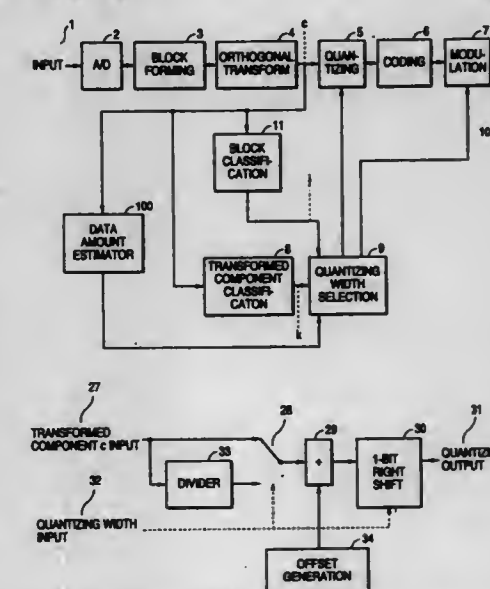 1
2
3
4
c
5
6
7
INPUT
A/D
BLOCK
FORMING
ORTHOGONAL
TRANSFORM
QUAN-
TIZING
CODING
MODU-
LATION
10
11
BLOCK
CLASSIFI-
CATION
100
DATA
AMOUNT
ESTIMATOR
8
TRANSFORMED
COMPONENT
CLASSIFI-
CATON
9
QUANTIZING
WIDTH
SELECTION
k
27
TRANSFORMED
COMPONENT c INPUT
28
29
30
31
33
DIVIDER
+
1-BIT
RIGHT
SHIFT
QUANTIZE
OUTPUT
32
QUANTIZING WIDTH
INPUT
34
OFFSET
GENERATION